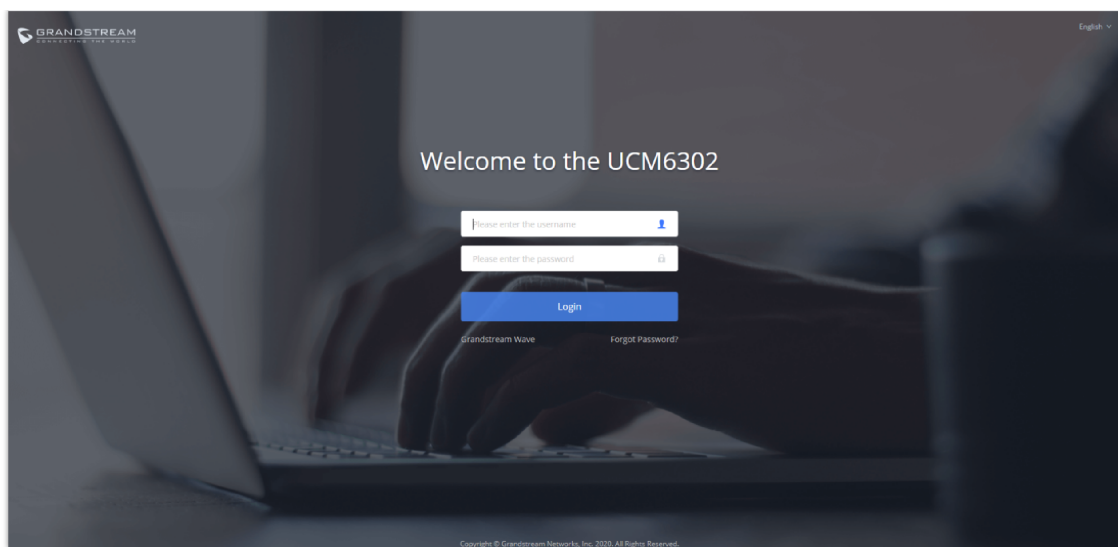 GRANDSTREAM
CONNECTING THE WORLD
English
Welcome to the UCM6302
Please enter the username
Please enter the password
Login
Grandstream Wave
Forgot Password?
Copyright © Grandstream Networks, Inc. 2020. All Rights Reserved.